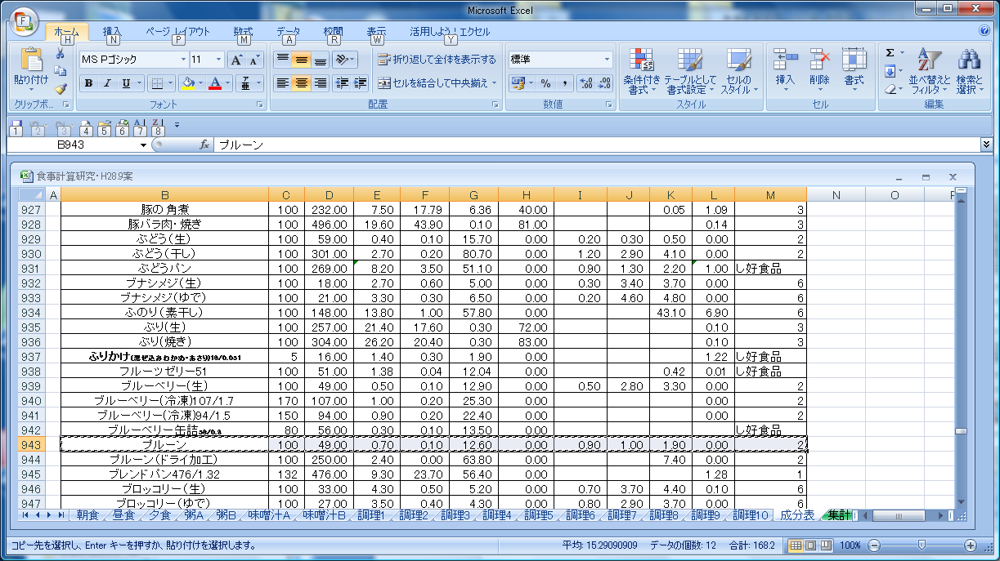 Microsoft Excel
F
ホーム 挿入 ページ レイアウト 数式 データ 校閲 表示 活用しよう！エクセル
H N P M A R W Y
貼り付け
MS Pゴシック 11
B I U
折り返して全体を表示する
セルを結合して中央揃え
標準
条件付き書式 テーブルとして書式設定 セルのスタイル
挿入 削除 書式
並べ替えとフィルタ 検索と選択
クリップボ... フォント 配置 数値 スタイル セル 編集
1 2 3 4 5 6 7 8
B943 fx プルーン
食事計算研究・H28.9案
A B C D E F G H I J K L M N O P
927 豚の 角煮 100 232.00 7.50 17.79 6.36 40.00 0.05 1.09 3
928 豚バラ肉・焼き 100 496.00 19.60 43.90 0.10 81.00 0.14 3
929 ぶどう（生） 100 59.00 0.40 0.10 15.70 0.00 0.20 0.30 0.50 0.00 2
930 ぶどう（干し） 100 301.00 2.70 0.20 80.70 0.00 1.20 2.90 4.10 0.00 2
931 ぶどうパン 100 269.00 8.20 3.50 51.10 0.00 0.90 1.30 2.20 1.00 し好食品
932 ブナシメジ（生） 100 18.00 2.70 0.60 5.00 0.00 0.30 3.40 3.70 0.00 6
933 ブナシメジ（ゆで） 100 21.00 3.30 0.30 6.50 0.00 0.20 4.60 4.80 0.00 6
934 ふのり（素干し） 100 148.00 13.80 1.00 57.80 0.00 43.10 6.90 6
935 ぶり（生） 100 257.00 21.40 17.60 0.30 72.00 0.10 3
936 ぶり（焼き） 100 304.00 26.20 20.40 0.30 83.00 0.10 3
937 ふりかけ(混ぜ込みわかめ・あさり)16/0.051 5 16.00 1.40 0.30 1.90 0.00 1.22 し好食品
938 フルーツゼリー51 100 51.00 1.38 0.04 12.04 0.00 0.42 0.01 し好食品
939 ブルーベリー（生） 100 49.00 0.50 0.10 12.90 0.00 0.50 2.80 3.30 0.00 2
940 ブルーベリー（冷凍）107/1.7 170 107.00 1.00 0.20 25.30 0.00 0.00 2
941 ブルーベリー（冷凍）94/1.5 150 94.00 0.90 0.20 22.40 0.00 0.00 2
942 ブルーベリー缶詰56/0.8 80 56.00 0.30 0.10 13.50 0.00 し好食品
943 プルーン 100 49.00 0.70 0.10 12.60 0.00 0.90 1.00 1.90 0.00 2
944 プルーン（ドライ加工） 100 250.00 2.40 0.00 63.80 0.00 7.40 0.00 2
945 ブレンドパン476/1.32 132 476.00 9.30 23.70 56.40 0.00 1.28 1
946 ブロッコリー（生） 100 33.00 4.30 0.50 5.20 0.00 0.70 3.70 4.40 0.10 6
947 ブロッコリー（ゆで） 100 27.00 3.50 0.40 4.30 0.00 0.80 2.90 3.70 0.00 6
朝食 昼食 夕食 粥A 粥B 味噌汁A 味噌汁B 調理1 調理2 調理3 調理4 調理5 調理6 調理7 調理8 調理9 調理10 成分表 集計
コピー先を選択し、Enter キーを押すか、貼り付けを選択します。 平均: 15.29090909 データの個数: 12 合計: 168.2 100%